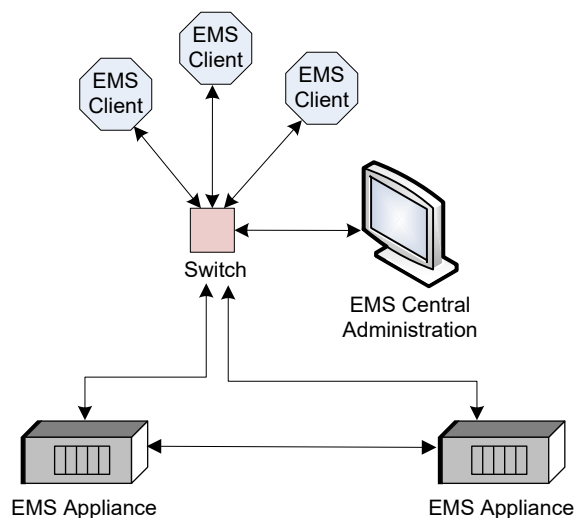 EMS
Client
EMS
Client
EMS
Client
Switch
EMS Central
Administration
EMS Appliance
EMS Appliance